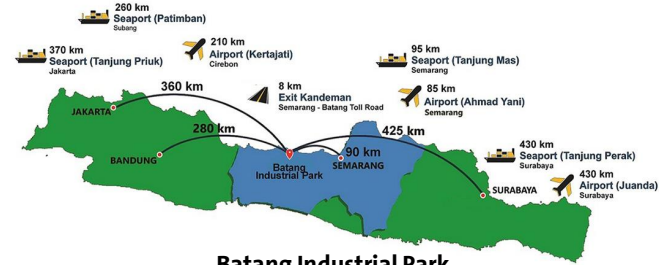 260 km
Seaport (Patimban)
Subang
370 km
Seaport (Tanjung Priuk)
Jakarta
210 km
Airport (Kertajati)
Cirebon
95 km
Seaport (Tanjung Mas)
Semarang
8 km
Exit Kandeman
Semarang - Batang Toll Road
85 km
Airport (Ahmad Yani)
Semarang
360 km
JAKARTA
280 km
425 km
BANDUNG
90 km
SEMARANG
Batang
Industrial Park
430 km
Seaport (Tanjung Perak)
Surabaya
SURABAYA
430 km
Airport (Juanda)
Surabaya
Batang Industrial Park